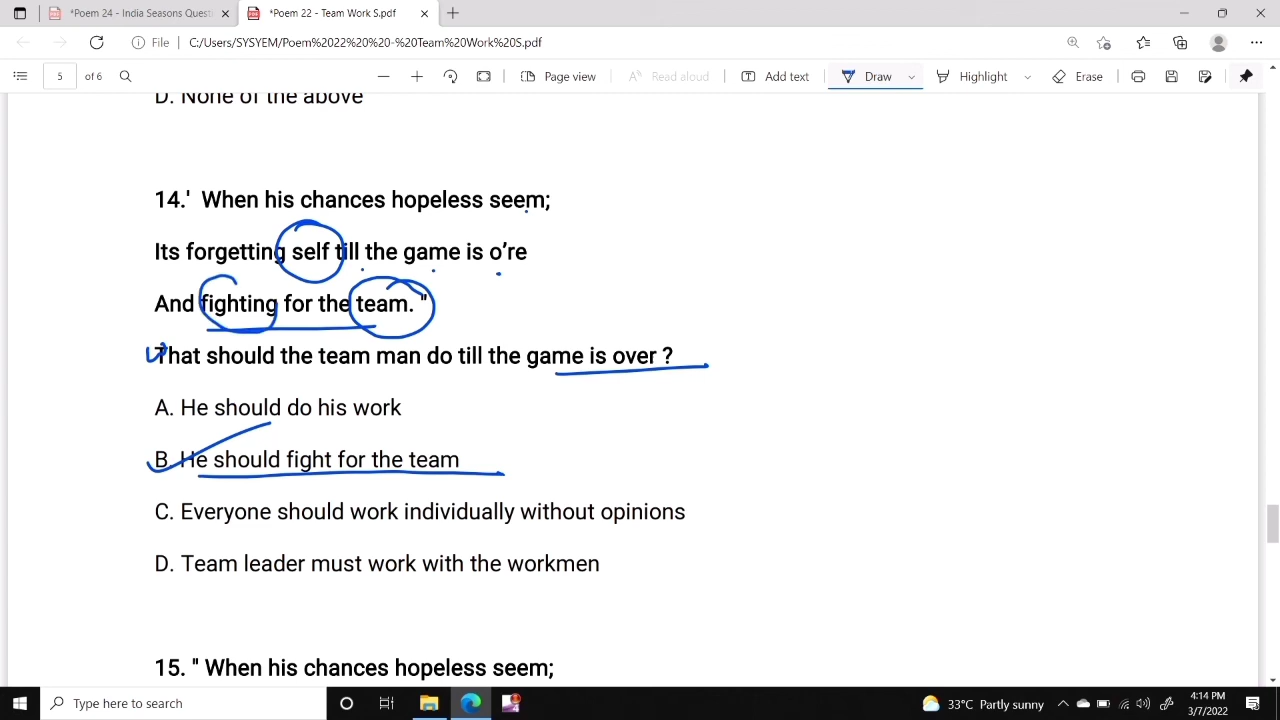 *Poem 24 - India Seasons Quest
*Poem 22 - Team Work S.pdf
File C:/Users/SYSYEM/Poem%2022%20%20-%20Team%20Work%20S.pdf
5 of 6 Page view Read aloud Add text Draw Highlight Erase
D. None of the above
14.' When his chances hopeless seem;
Its forgetting self till the game is o’re
And fighting for the team. "
That should the team man do till the game is over ?
A. He should do his work
B. He should fight for the team
C. Everyone should work individually without opinions
D. Team leader must work with the workmen
15. " When his chances hopeless seem;
Type here to search
33°C Partly sunny
4:14 PM
3/7/2022